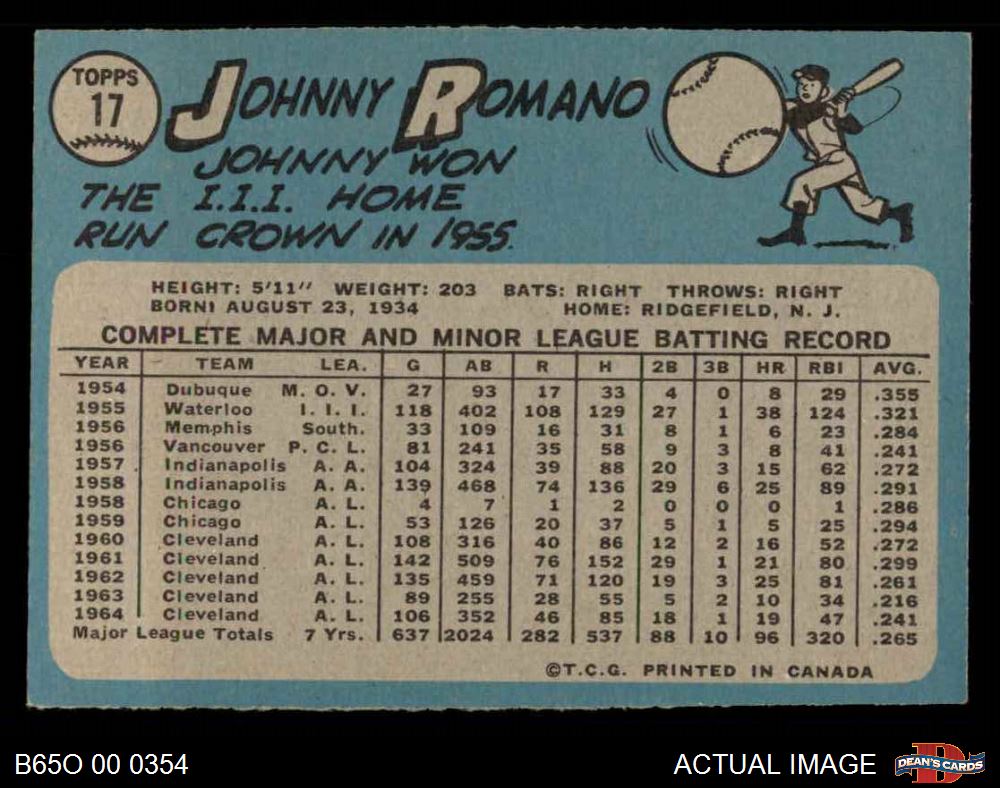 TOPPS
17
JOHNNY ROMANO
JOHNNY WON
THE I.I.I. HOME
RUN CROWN IN 1955.
HEIGHT: 5'11" WEIGHT: 203 BATS: RIGHT THROWS: RIGHT
BORN: AUGUST 23, 1934 HOME: RIDGEFIELD, N. J.
COMPLETE MAJOR AND MINOR LEAGUE BATTING RECORD
YEAR TEAM LEA. G AB R H 2B 3B HR RBI AVG.
1954 Dubuque M. O. V. 27 93 17 33 4 0 8 29 .355
1955 Waterloo I. I. I. 118 402 108 129 27 1 38 124 .321
1956 Memphis South. 33 109 16 31 8 1 6 23 .284
1956 Vancouver P. C. L. 81 241 35 58 9 3 8 41 .241
1957 Indianapolis A. A. 104 324 39 88 20 3 15 62 .272
1958 Indianapolis A. A. 139 468 74 136 29 6 25 89 .291
1958 Chicago A. L. 4 7 1 2 0 0 0 1 .286
1959 Chicago A. L. 53 126 20 37 5 1 5 25 .294
1960 Cleveland A. L. 108 316 40 86 12 2 16 52 .272
1961 Cleveland A. L. 142 509 76 152 29 1 21 80 .299
1962 Cleveland A. L. 135 459 71 120 19 3 25 81 .261
1963 Cleveland A. L. 89 255 28 55 5 2 10 34 .216
1964 Cleveland A. L. 106 352 46 85 18 1 19 47 .241
Major League Totals 7 Yrs. 637 2024 282 537 88 10 96 320 .265
©T.C.G. PRINTED IN CANADA
B65O 00 0354
ACTUAL IMAGE
DEAN'S CARDS